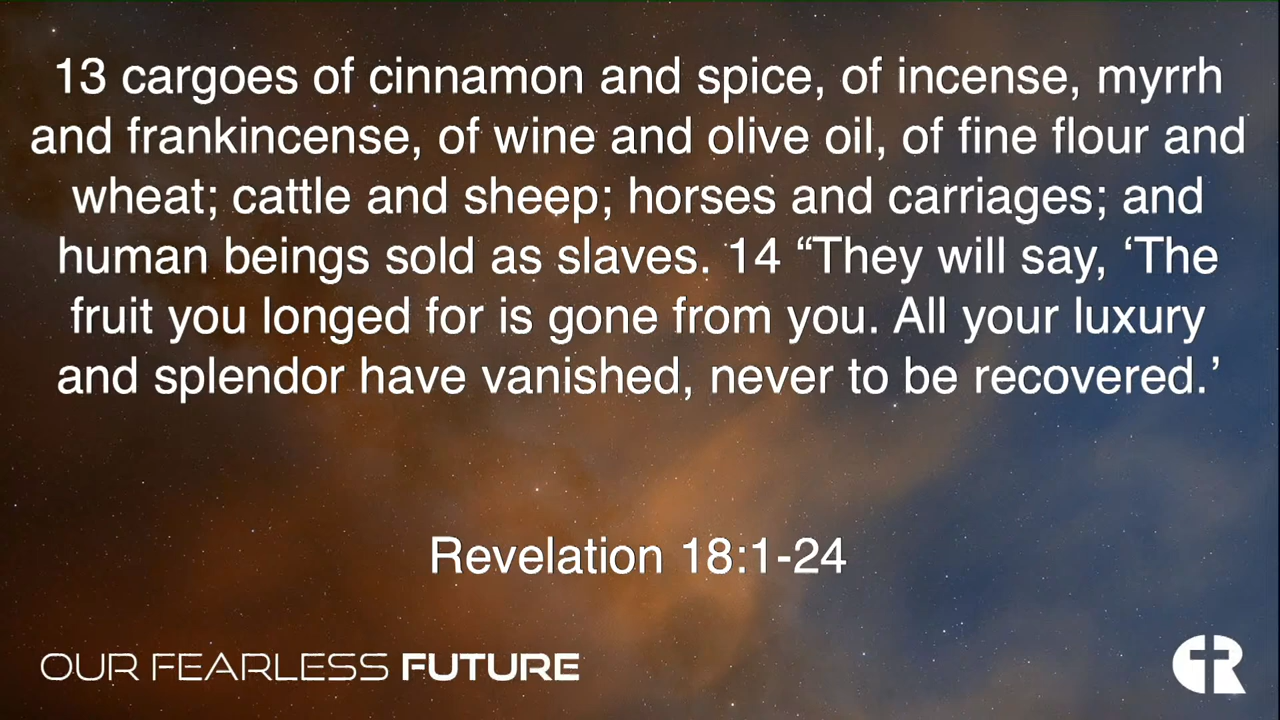 13 cargoes of cinnamon and spice, of incense, myrrh
and frankincense, of wine and olive oil, of fine flour and
wheat; cattle and sheep; horses and carriages; and
human beings sold as slaves. 14 “They will say, ‘The
fruit you longed for is gone from you. All your luxury
and splendor have vanished, never to be recovered.’
Revelation 18:1-24
OUR FEARLESS FUTURE
CR